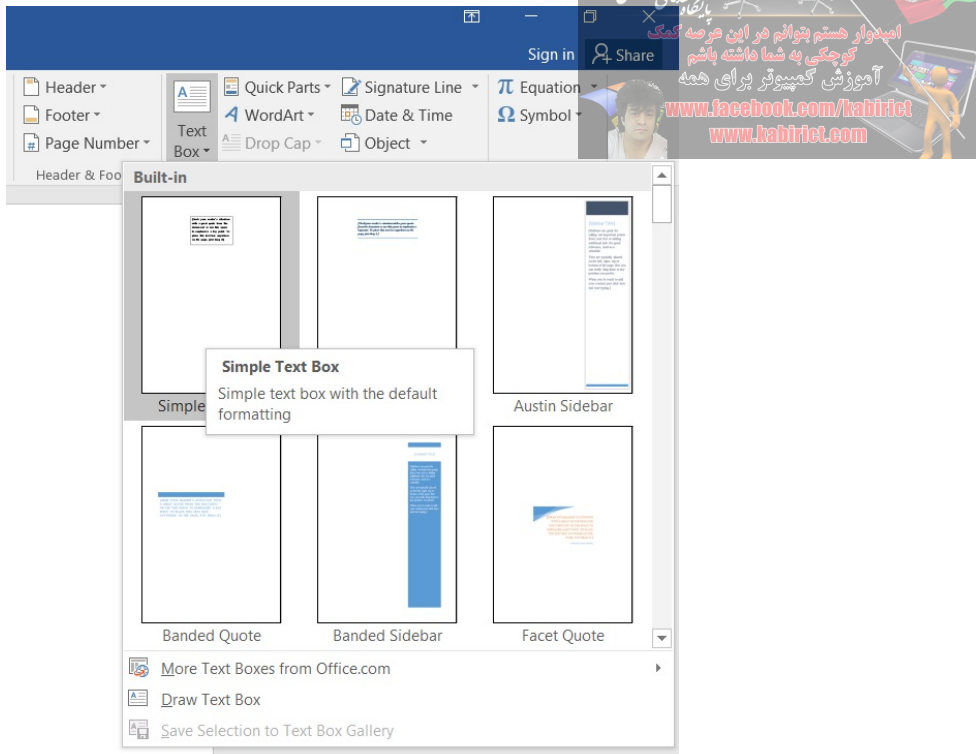 پایگاه
امیدوار هستم بتوانم در این عرصه کمک
کوچکی به شما داشته باشم
آموزش کمپیوتر برای همه
www.facebook.com/kabirict
www.kabirict.com
Sign in Share
Header Quick Parts Signature Line π Equation
Footer WordArt Date & Time Ω Symbol
Page Number Text Box Drop Cap Object
Header & Foo
Built-in
Simple Text Box
Simple text box with the default
formatting
Simple
Austin Sidebar
Banded Quote Banded Sidebar Facet Quote
More Text Boxes from Office.com
Draw Text Box
Save Selection to Text Box Gallery